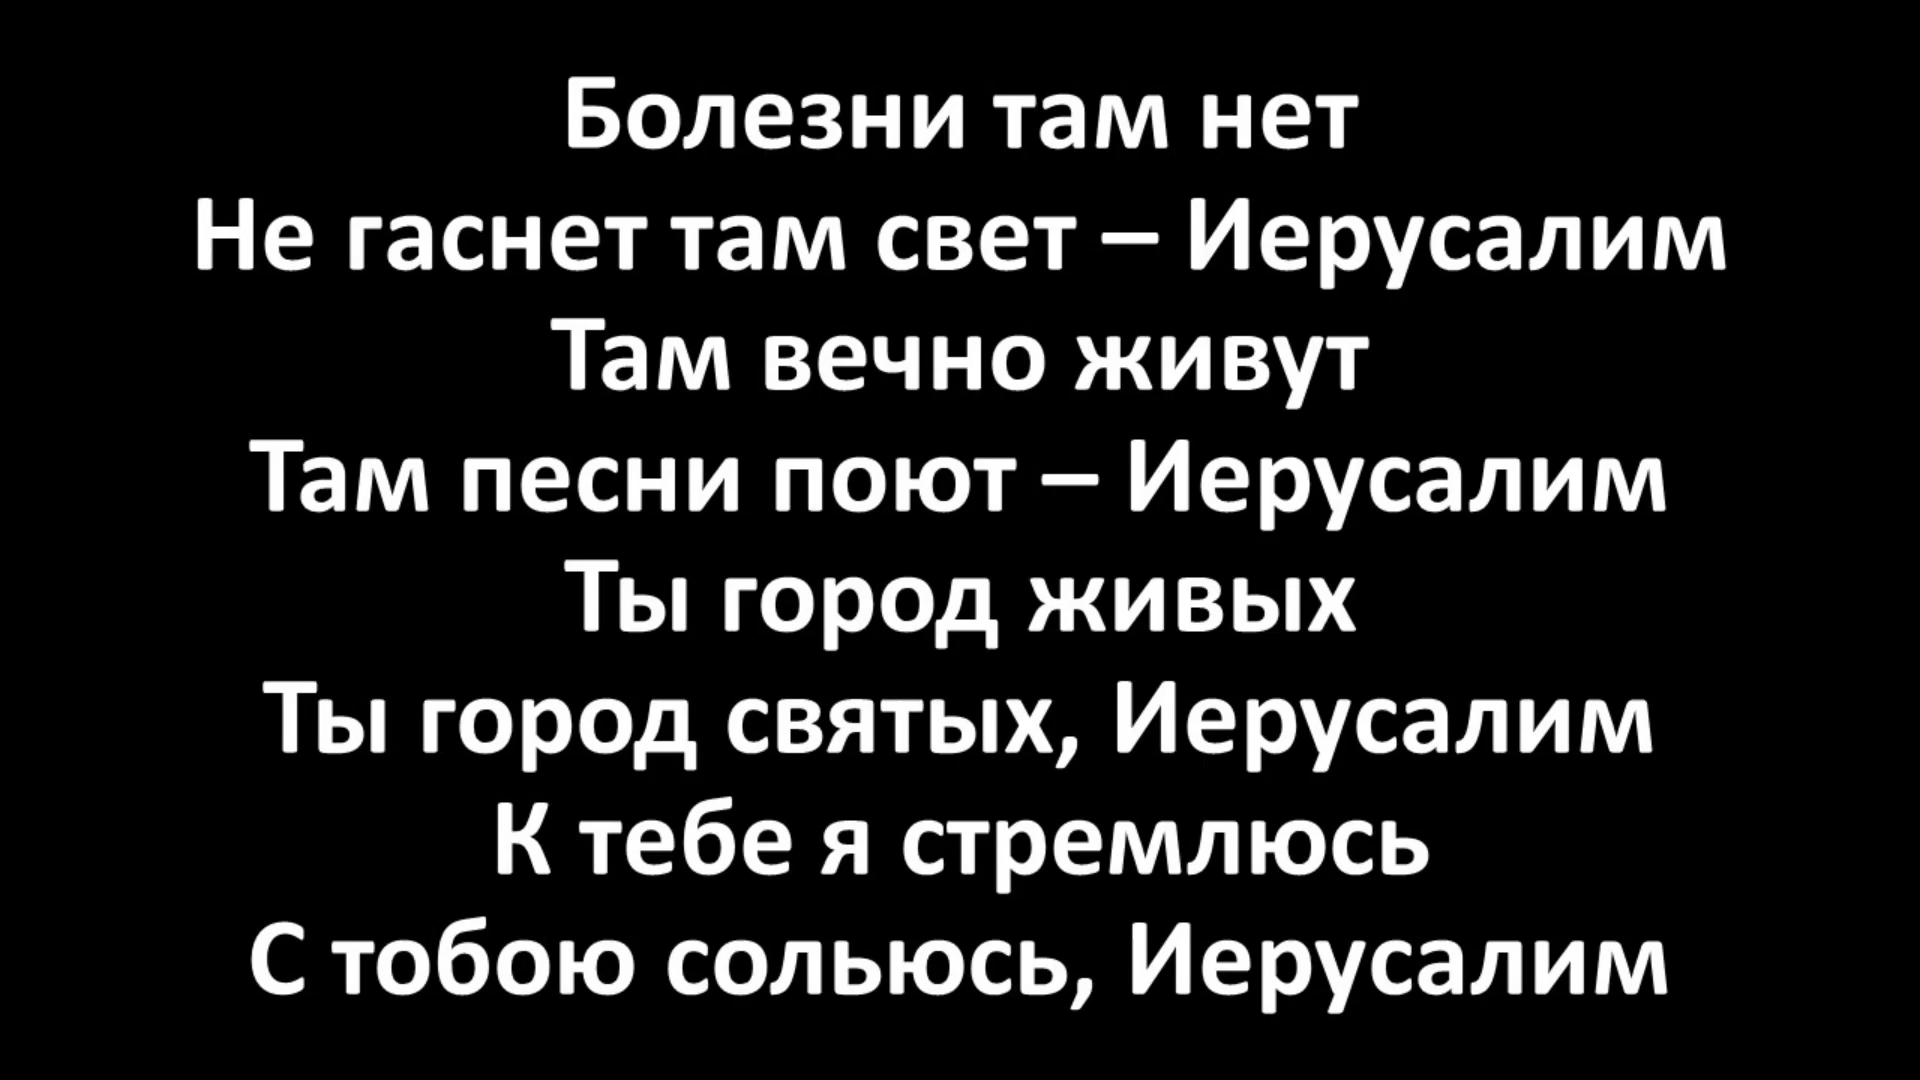 Болезни там нет
Не гаснет там свет – Иерусалим
Там вечно живут
Там песни поют – Иерусалим
Ты город живых
Ты город святых, Иерусалим
К тебе я стремлюсь
С тобою сольюсь, Иерусалим